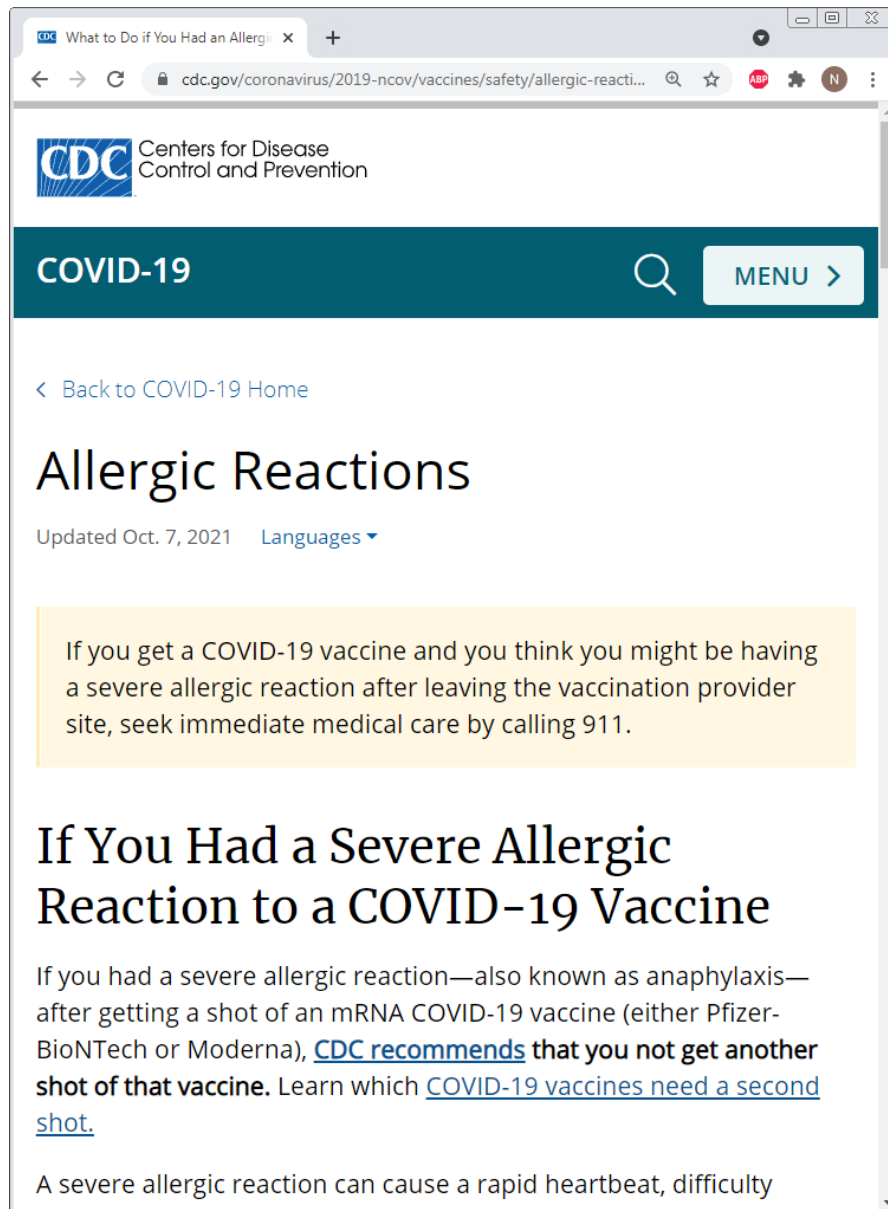 CDC What to Do if You Had an Allergic
cdc.gov/coronavirus/2019-ncov/vaccines/safety/allergic-reacti... ABP N
CDC Centers for Disease
Control and Prevention
COVID-19 MENU
Back to COVID-19 Home
Allergic Reactions
Updated Oct. 7, 2021 Languages
If you get a COVID-19 vaccine and you think you might be having
a severe allergic reaction after leaving the vaccination provider
site, seek immediate medical care by calling 911.
If You Had a Severe Allergic
Reaction to a COVID-19 Vaccine
If you had a severe allergic reaction—also known as anaphylaxis—
after getting a shot of an mRNA COVID-19 vaccine (either Pfizer-
BioNTech or Moderna), CDC recommends that you not get another
shot of that vaccine. Learn which COVID-19 vaccines need a second
shot.
A severe allergic reaction can cause a rapid heartbeat, difficulty